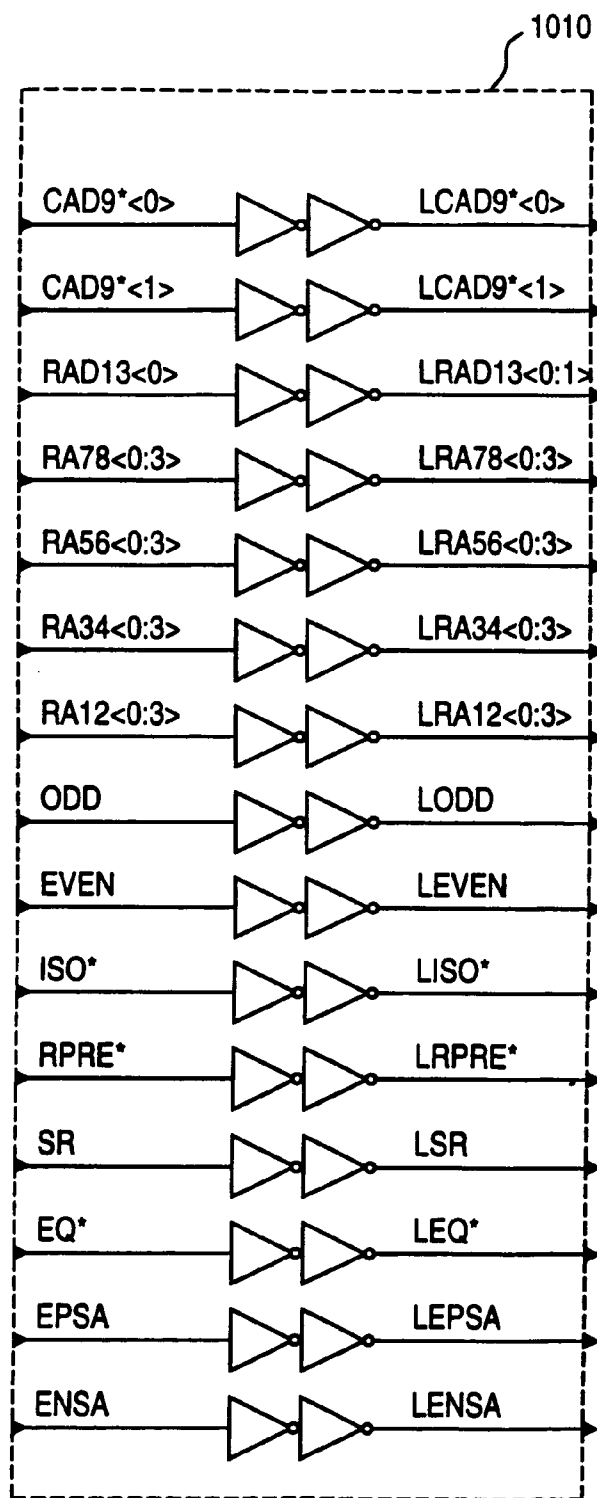 1010
CAD9*<0> LCAD9*<0>
CAD9*<1> LCAD9*<1>
RAD13<0> LRAD13<0:1>
RA78<0:3> LRA78<0:3>
RA56<0:3> LRA56<0:3>
RA34<0:3> LRA34<0:3>
RA12<0:3> LRA12<0:3>
ODD LODD
EVEN LEVEN
ISO* LISO*
RPRE* LRPRE*
SR LSR
EQ* LEQ*
EPSA LEPSA
ENSA LENSA